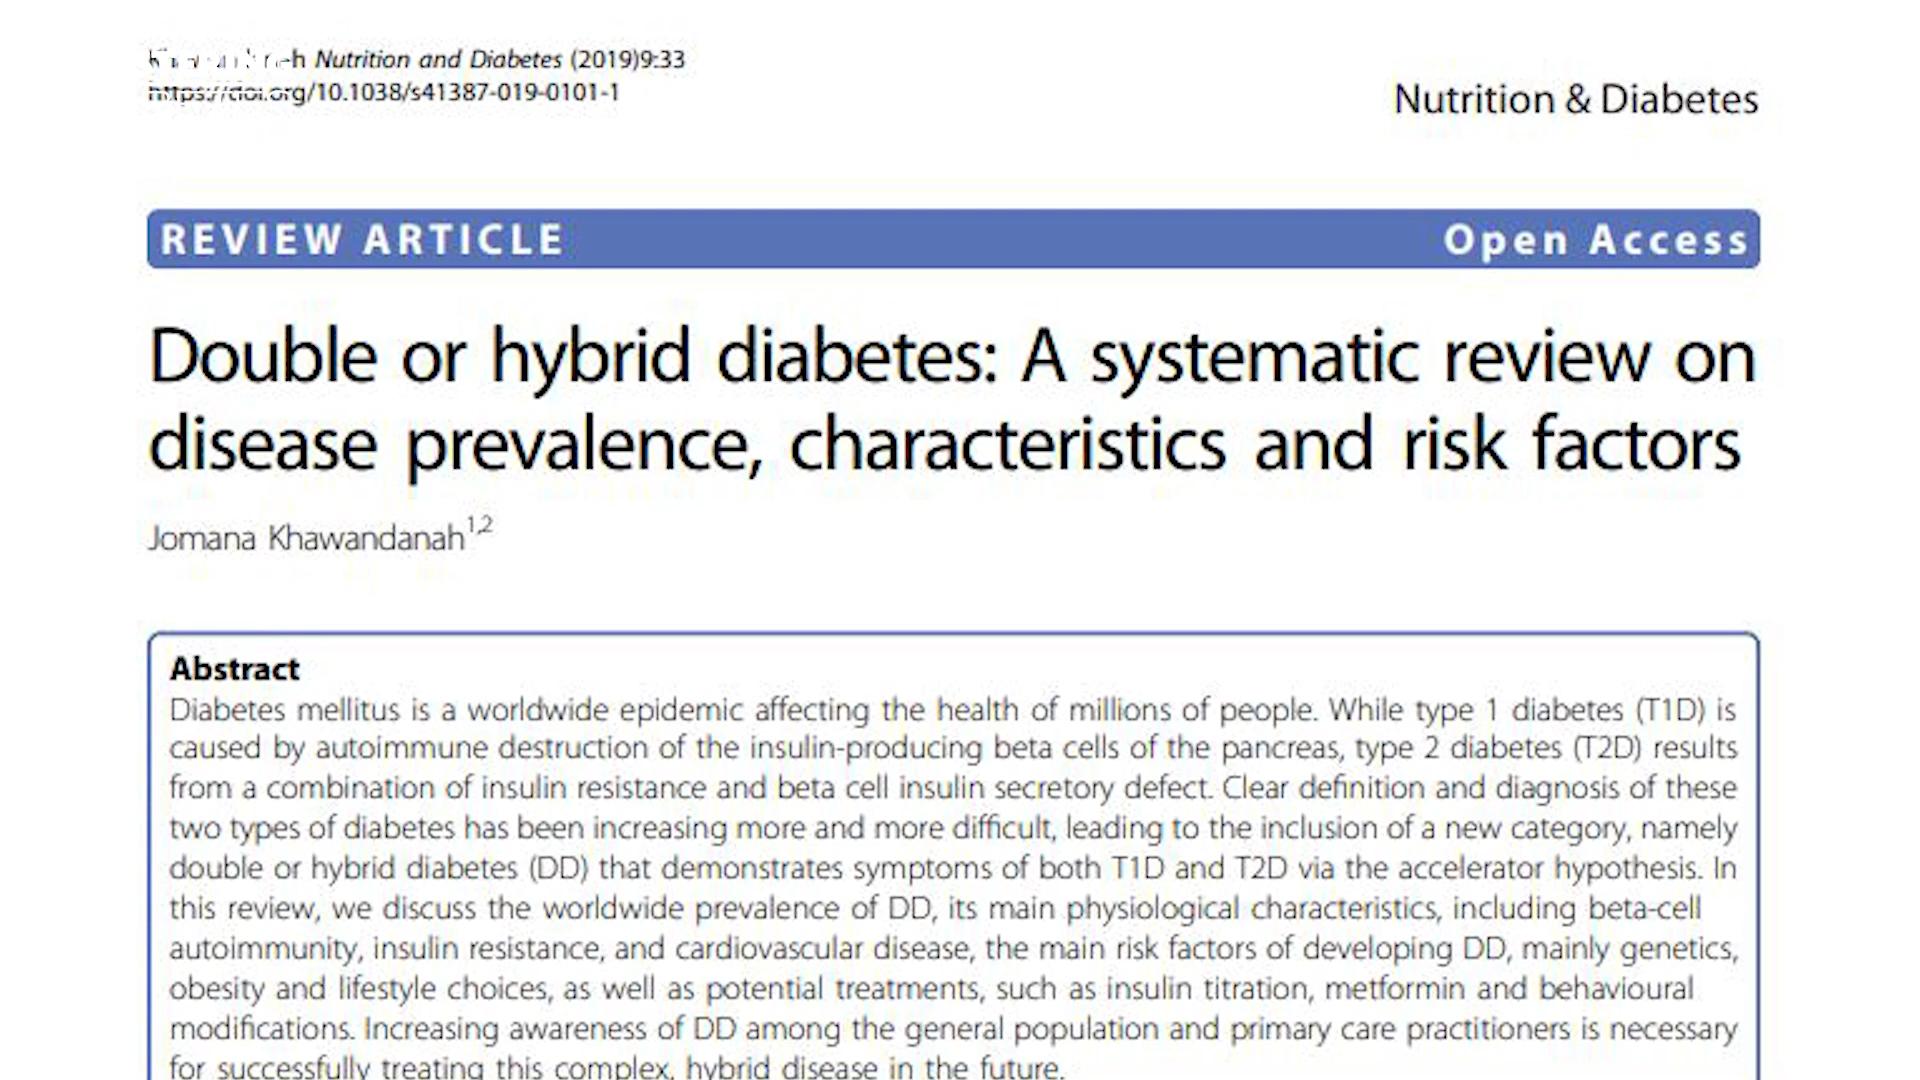 Nutrition and Diabetes (2019)9:33
https://doi.org/10.1038/s41387-019-0101-1
Nutrition & Diabetes
REVIEW ARTICLE
Open Access
Double or hybrid diabetes: A systematic review on
disease prevalence, characteristics and risk factors
Jomana Khawandanah1,2
Abstract
Diabetes mellitus is a worldwide epidemic affecting the health of millions of people. While type 1 diabetes (T1D) is
caused by autoimmune destruction of the insulin-producing beta cells of the pancreas, type 2 diabetes (T2D) results
from a combination of insulin resistance and beta cell insulin secretory defect. Clear definition and diagnosis of these
two types of diabetes has been increasing more and more difficult, leading to the inclusion of a new category, namely
double or hybrid diabetes (DD) that demonstrates symptoms of both T1D and T2D via the accelerator hypothesis. In
this review, we discuss the worldwide prevalence of DD, its main physiological characteristics, including beta-cell
autoimmunity, insulin resistance, and cardiovascular disease, the main risk factors of developing DD, mainly genetics,
obesity and lifestyle choices, as well as potential treatments, such as insulin titration, metformin and behavioural
modifications. Increasing awareness of DD among the general population and primary care practitioners is necessary
for successfully treating this complex, hybrid disease in the future.